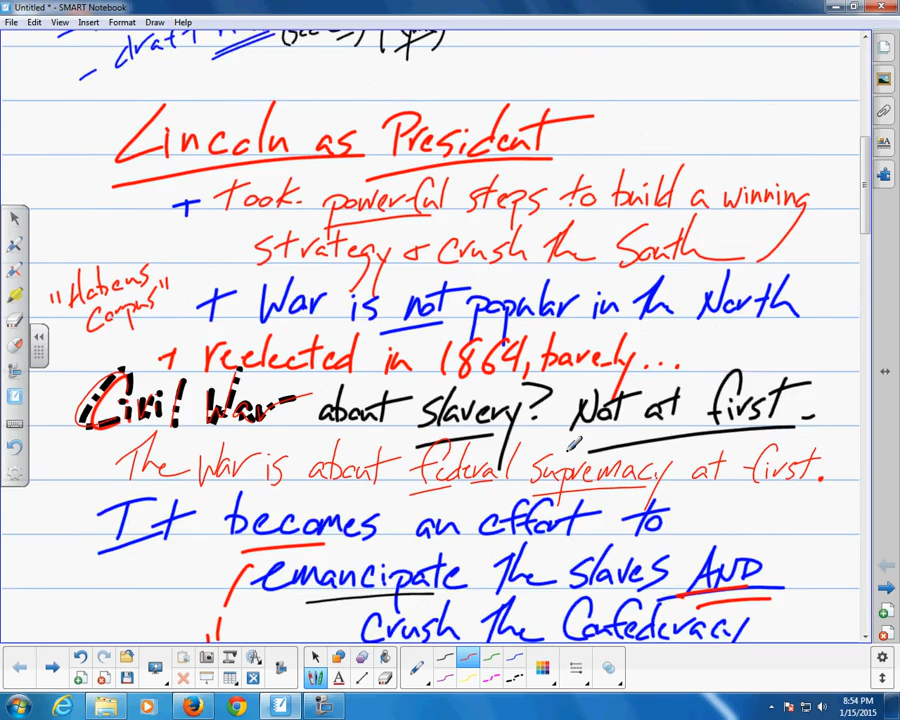 Untitled * - SMART Notebook
File Edit View Insert Format Draw Help
- draft
Lincoln as President
+ took powerful steps to build a winning
strategy & crush the South
"Habeas
Corpus"
+ War is not popular in the North
+ reelected in 1864, barely...
Civil War about slavery? Not at first.
The War is about federal supremacy at first.
It becomes an effort to
emancipate the slaves AND
crush the Confederacy
8:54 PM
1/15/2015